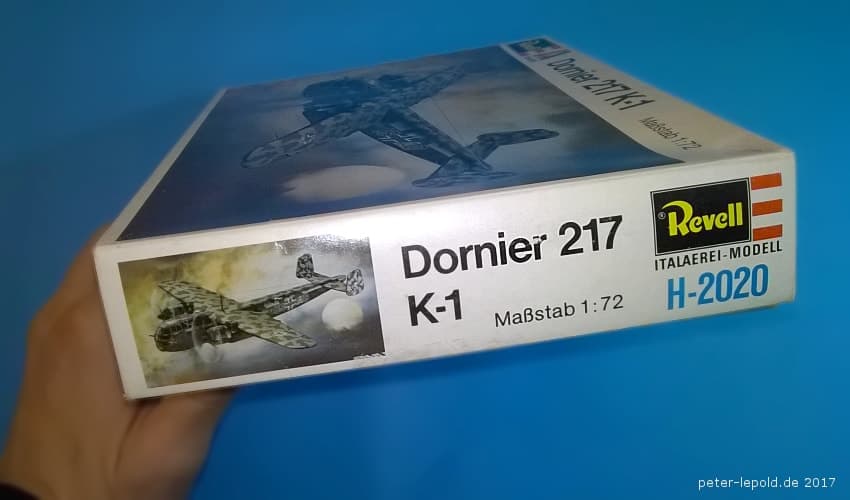 Dornier 217 K-1
Maßstab 1:72
Dornier 217
K-1
Maßstab 1:72
® Revell
ITALAEREI-MODELL
H-2020
peter-lepold.de 2017